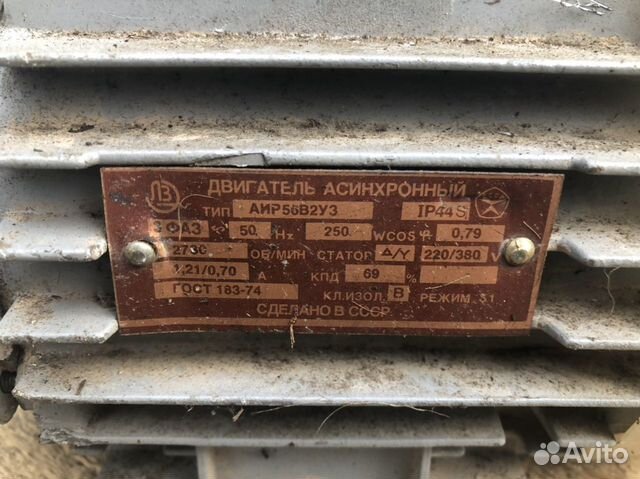 ДВИГАТЕЛЬ АСИНХРОННЫЙ
ТИП АИР56В2У3 IP44S
3 ФАЗ 50 Hz 250 W COS φ 0,79
ОБ/МИН СТАТОР Δ/Y 220/380 V
1,21/0,70 А КПД 69 %
ГОСТ 183-74 КЛ.ИЗОЛ. В РЕЖИМ S1
СДЕЛАНО В СССР
Avito